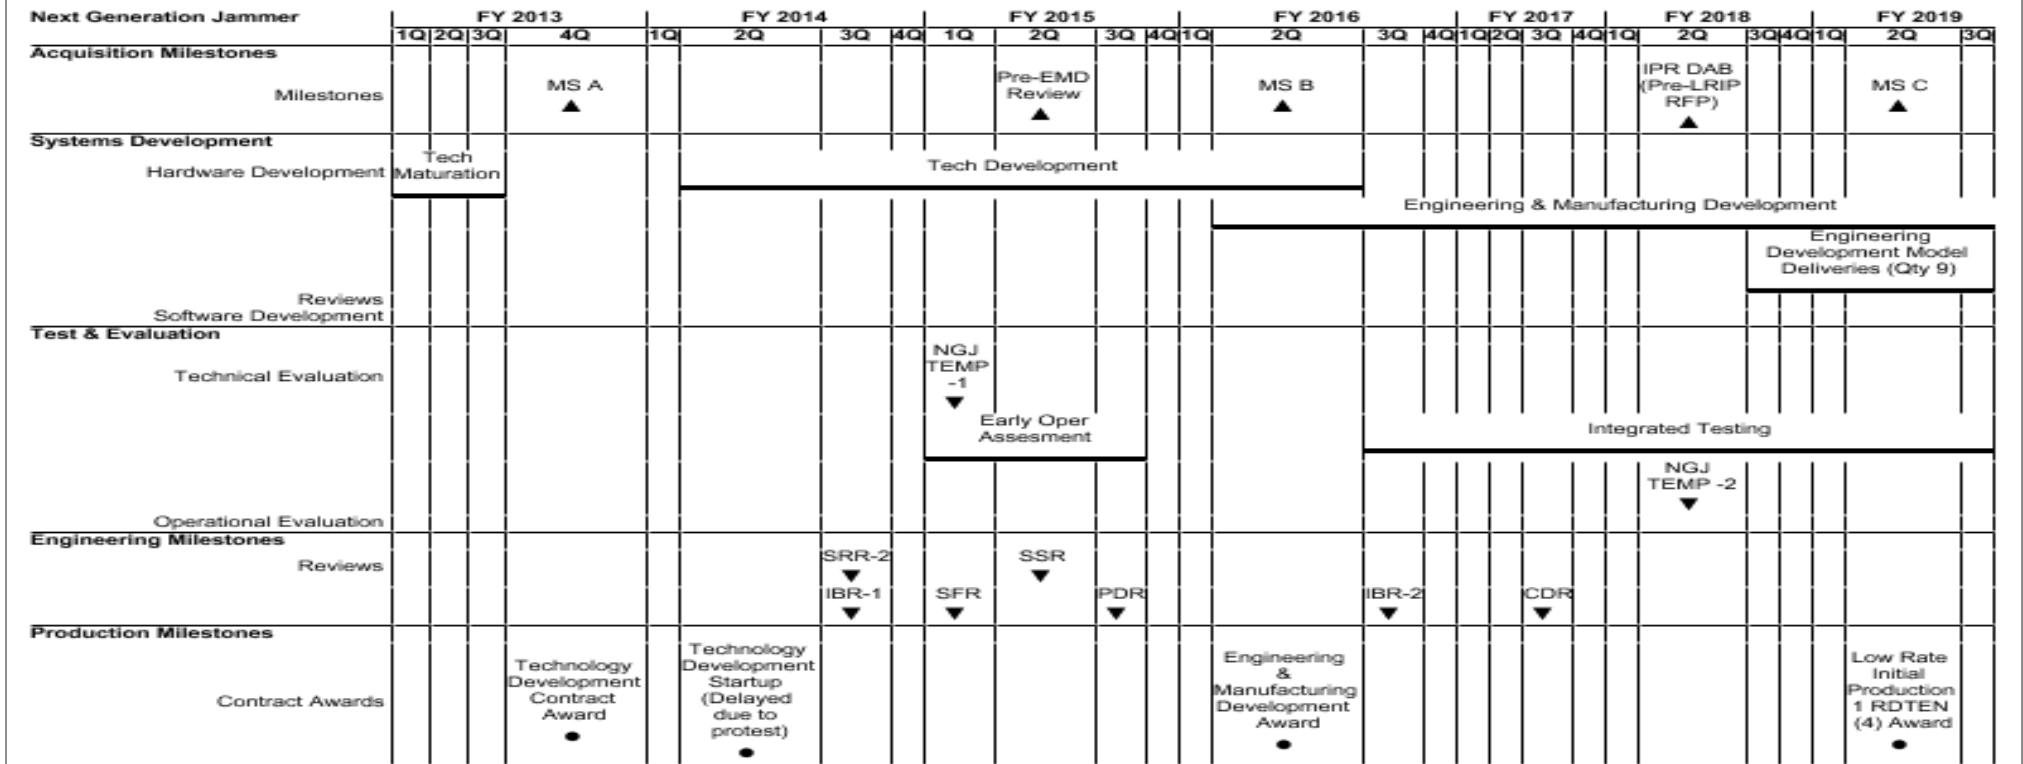 Next Generation Jammer FY 2013 FY 2014 FY 2015 FY 2016 FY 2017 FY 2018 FY 2019
1Q 2Q 3Q 4Q 1Q 2Q 3Q 4Q 1Q 2Q 3Q 4Q 1Q 2Q 3Q 4Q 1Q 2Q 3Q 4Q 1Q 2Q 3Q 4Q 1Q 2Q 3Q
Acquisition Milestones
Milestones
MS A
Pre-EMD
Review
MS B
IPR DAB
(Pre-LRIP
RFP)
MS C
Systems Development
Hardware Development
Tech
Maturation
Tech Development
Engineering & Manufacturing Development
Engineering
Development Model
Deliveries (Qty 9)
Reviews
Software Development
Test & Evaluation
Technical Evaluation
NGJ
TEMP
-1
Early Oper
Assesment
Integrated Testing
NGJ
TEMP -2
Operational Evaluation
Engineering Milestones
Reviews
SRR-2
SSR
IBR-1
SFR
PDR
IBR-2
CDR
Production Milestones
Contract Awards
Technology
Development
Contract
Award
Technology
Development
Startup
(Delayed
due to
protest)
Engineering
&
Manufacturing
Development
Award
Low Rate
Initial
Production
1 RDTEN
(4) Award